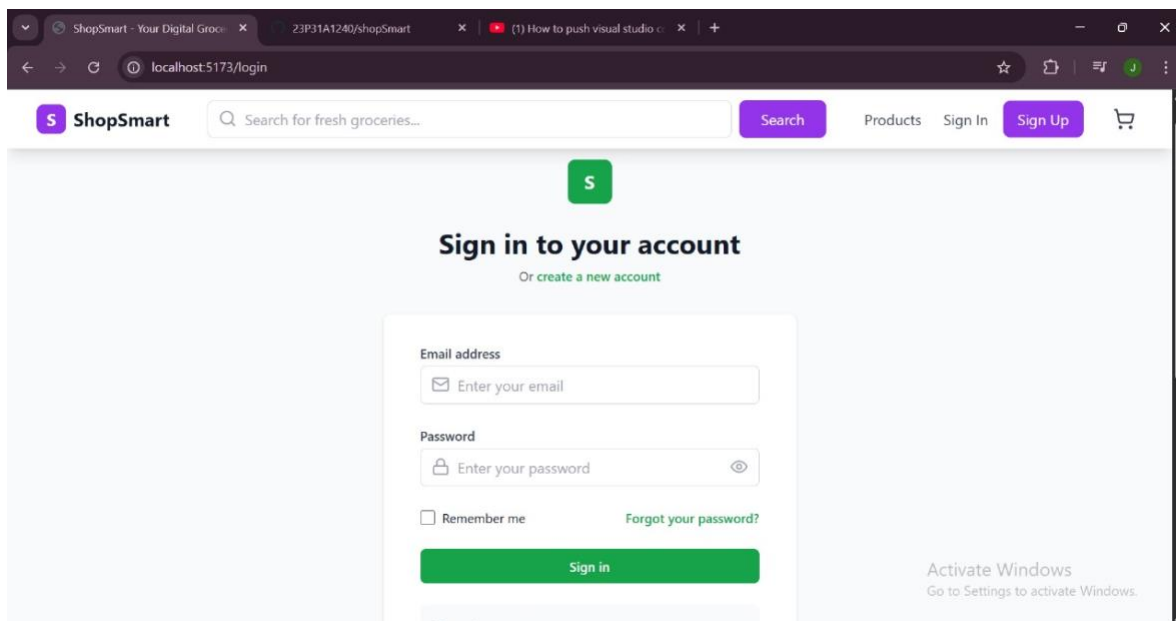 ShopSmart - Your Digital Groce
23P31A1240/shopSmart
(1) How to push visual studio c
localhost:5173/login
J
S ShopSmart
Search for fresh groceries...
Search
Products
Sign In
Sign Up
S
Sign in to your account
Or create a new account
Email address
Enter your email
Password
Enter your password
Remember me
Forgot your password?
Sign in
Activate Windows
Go to Settings to activate Windows.